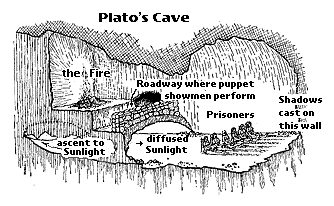 Plato's Cave
the Fire
Roadway where puppet
showmen perform
Prisoners
Shadows
cast on
this wall
ascent to
Sunlight
→ diffused
Sunlight